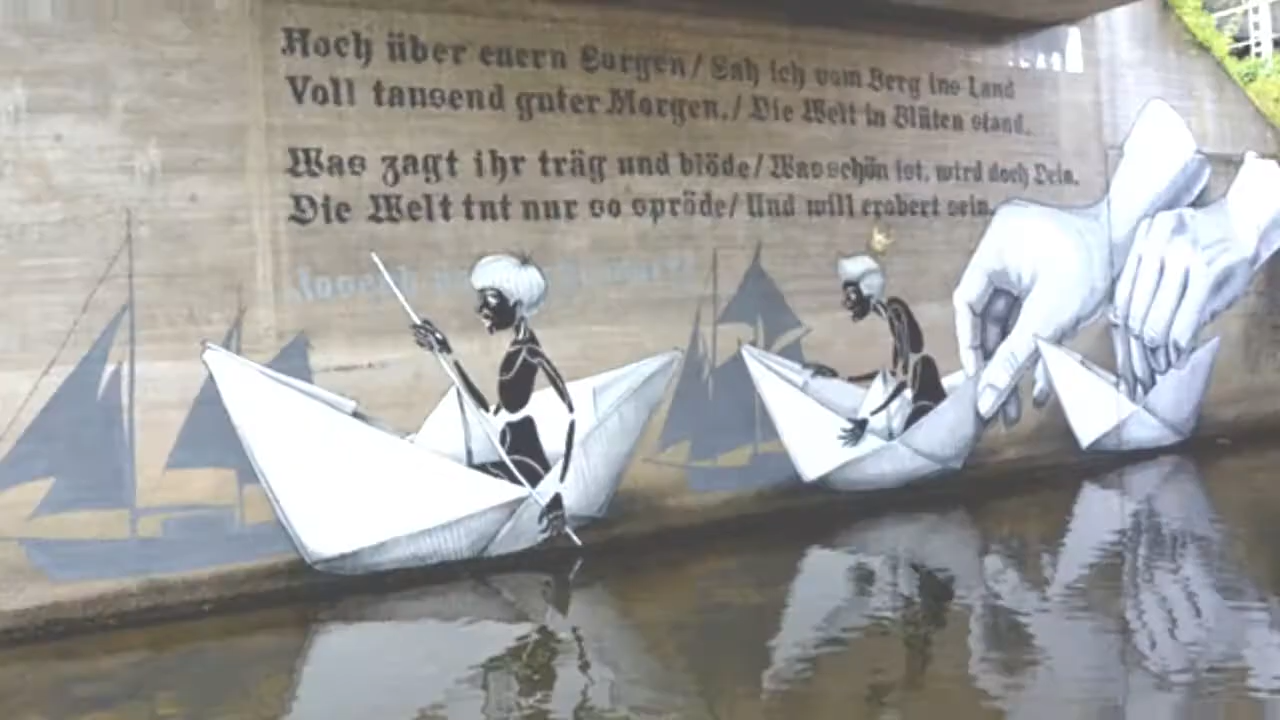 Hoch über euern Sorgen / Sah ich vom Berg ins Land
Voll tausend guter Morgen. / Die Welt in Blüten stand.
Was zagt ihr träg und blöde / Was schön ist, wird doch Dein.
Die Welt tut nur so spröde / Und will erobert sein.
Joseph